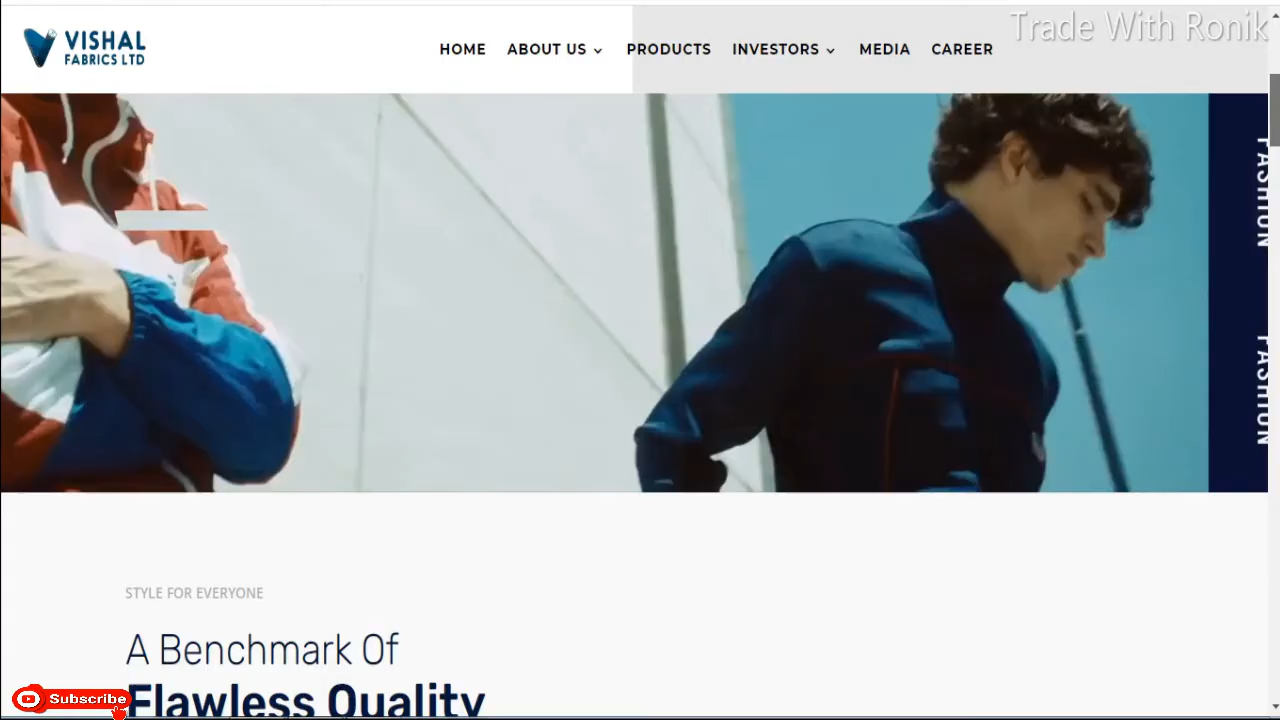 Trade With Ronik
VISHAL
FABRICS LTD
HOME ABOUT US PRODUCTS INVESTORS MEDIA CAREER
FASHION
FASHION
STYLE FOR EVERYONE
A Benchmark Of
Flawless Quality
Subscribe